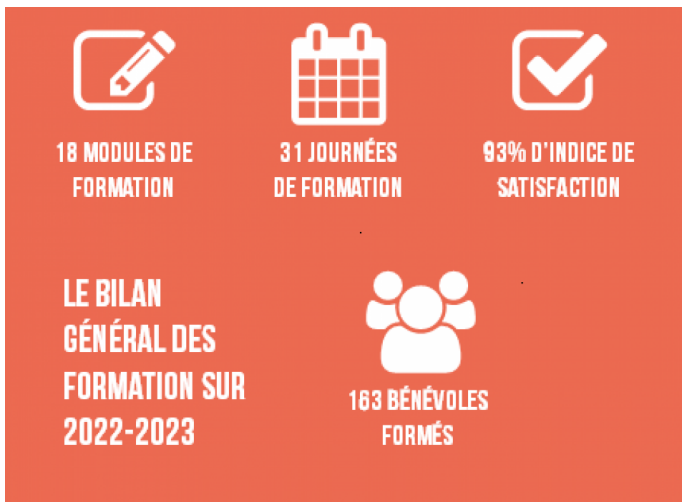 18 MODULES DE
FORMATION
31 JOURNÉES
DE FORMATION
93% D'INDICE DE
SATISFACTION
LE BILAN
GÉNÉRAL DES
FORMATION SUR
2022-2023
163 BÉNÉVOLES
FORMÉS